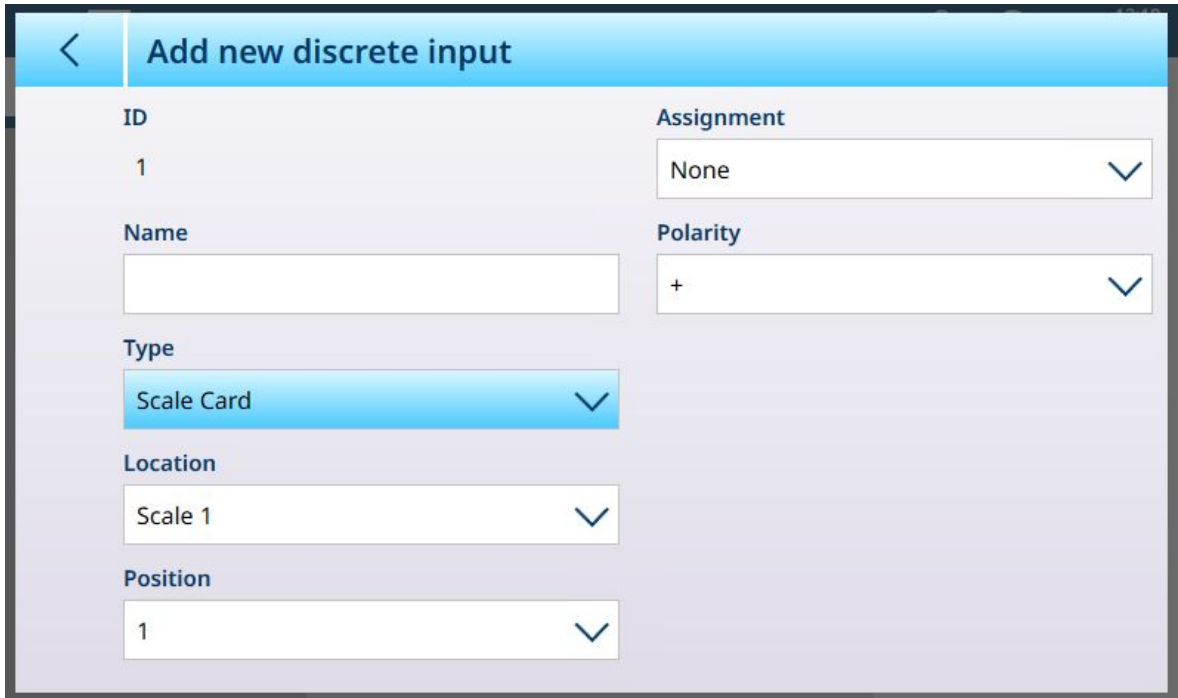 Add new discrete input
ID
1
Name
Type
Scale Card
Location
Scale 1
Position
1
Assignment
None
Polarity
+